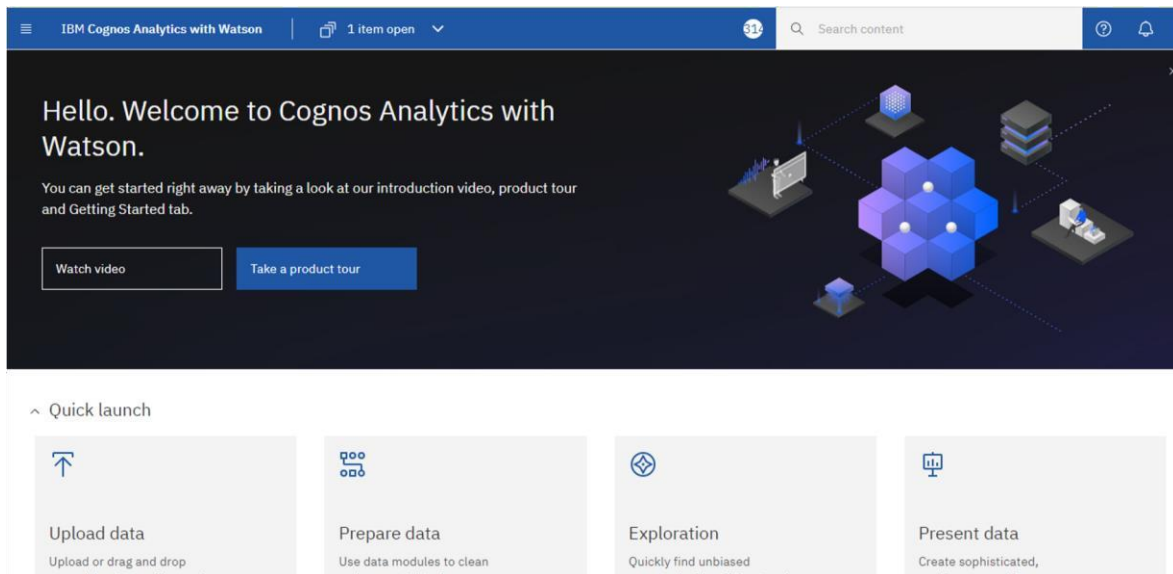 IBM Cognos Analytics with Watson
1 item open
314
Search content
Hello. Welcome to Cognos Analytics with
Watson.
You can get started right away by taking a look at our introduction video, product tour
and Getting Started tab.
Watch video
Take a product tour
Quick launch
Upload data
Prepare data
Exploration
Present data
Upload or drag and drop
Use data modules to clean
Quickly find unbiased
Create sophisticated,